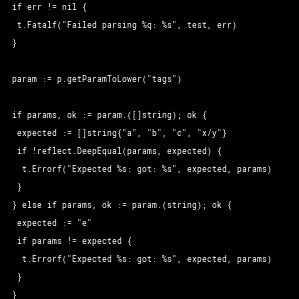 if err != nil {
t.Fatalf("Failed parsing %q: %s", test, err)
}
param := p.getParamToLower("tags")
if params, ok := param.([]string); ok {
expected := []string{"a", "b", "c", "x/y"}
if !reflect.DeepEqual(params, expected) {
t.Errorf("Expected %s: got: %s", expected, params)
}
} else if params, ok := param.(string); ok {
expected := "e"
if params != expected {
t.Errorf("Expected %s: got: %s", expected, params)
}
}